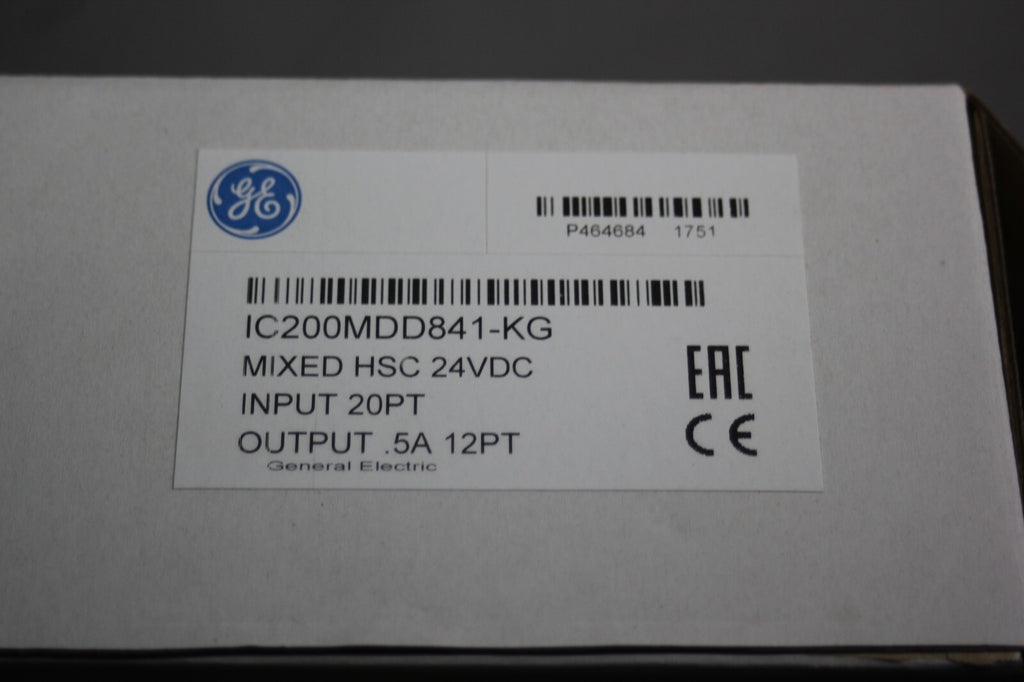 GE
P464684 1751
IC200MDD841-KG
MIXED HSC 24VDC
INPUT 20PT
OUTPUT .5A 12PT
General Electric
EAC
CE